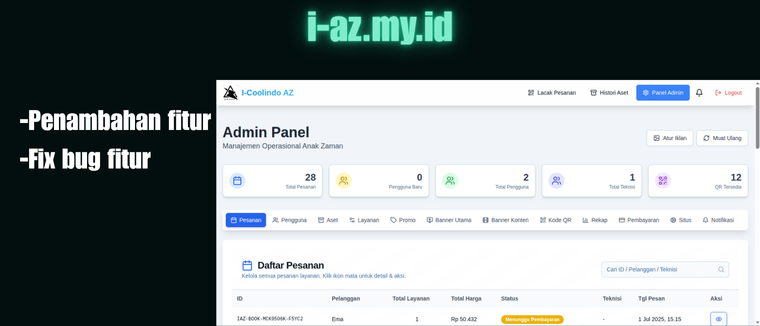 i-az.my.id
-Penambahan fitur
-Fix bug fitur
I-Coolindo AZ
Lacak Pesanan
Histori Aset
Panel Admin
Logout
Admin Panel
Manajemen Operasional Anak Zaman
Atur Iklan
Muat Ulang
28
Total Pesanan
0
Pengguna Baru
2
Total Pengguna
1
Total Teknisi
12
QR Tersedia
Pesanan Pengguna Aset Layanan Promo Banner Utama Banner Konten Kode QR Rekap Pembayaran Situs Notifikasi
Daftar Pesanan
Kelola semua pesanan layanan. Klik ikon mata untuk detail & aksi.
Cari ID / Pelanggan / Teknisi
ID Pelanggan Total Layanan Total Harga Status Teknisi Tgl Pesan Aksi
IAZ-BOOK-MCK9506K-FSYC2 Ema 1 Rp 50.432 Menunggu Pembayaran - 1 Jul 2025, 15.15